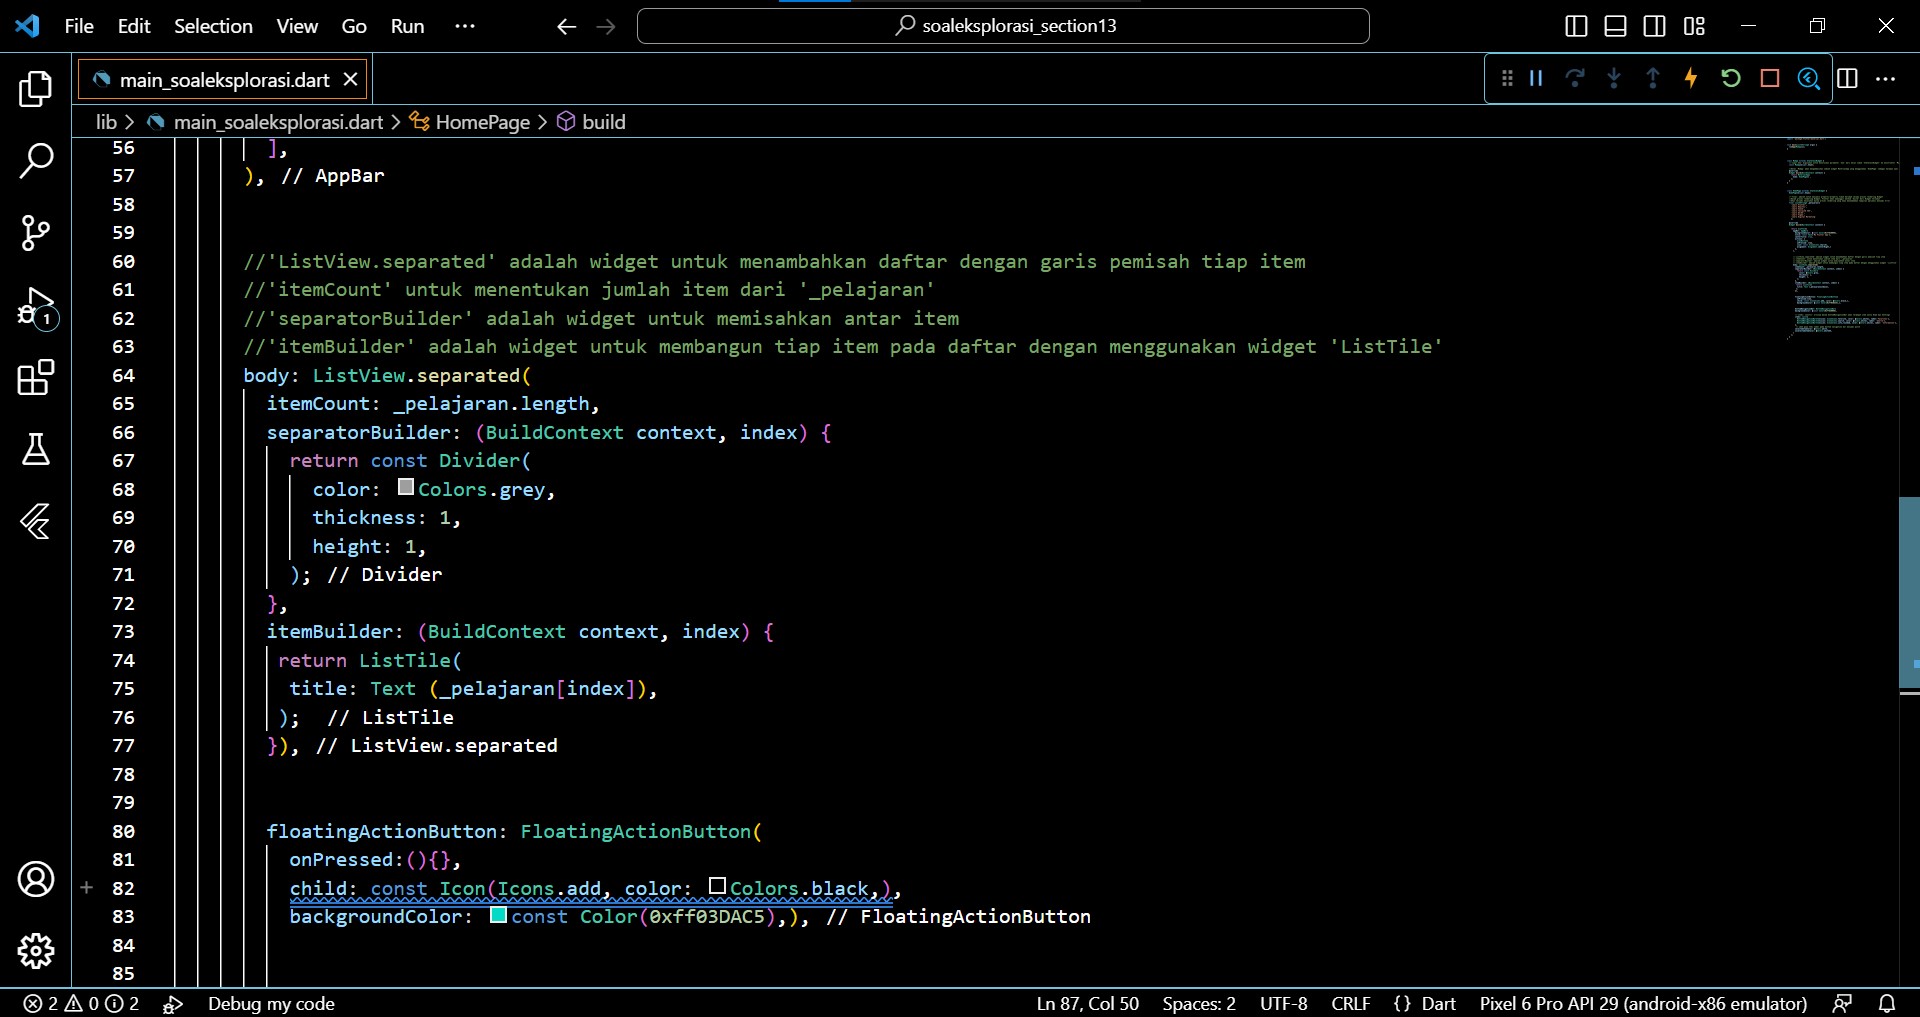 File Edit Selection View Go Run ··· soaleksplorasi_section13
main_soaleksplorasi.dart
lib > main_soaleksplorasi.dart > HomePage > build
56 ],
57 ), // AppBar
58
59
60 //'ListView.separated' adalah widget untuk menambahkan daftar dengan garis pemisah tiap item
61 //'itemCount' untuk menentukan jumlah item dari '_pelajaran'
62 //'separatorBuilder' adalah widget untuk memisahkan antar item
63 //'itemBuilder' adalah widget untuk membangun tiap item pada daftar dengan menggunakan widget 'ListTile'
64 body: ListView.separated(
65 itemCount: _pelajaran.length,
66 separatorBuilder: (BuildContext context, index) {
67 return const Divider(
68 color: Colors.grey,
69 thickness: 1,
70 height: 1,
71 ); // Divider
72 },
73 itemBuilder: (BuildContext context, index) {
74 return ListTile(
75 title: Text (_pelajaran[index]),
76 ); // ListTile
77 }), // ListView.separated
78
79
80 floatingActionButton: FloatingActionButton(
81 onPressed:(){},
82 child: const Icon(Icons.add, color: Colors.black,),
83 backgroundColor: const Color(0xff03DAC5),), // FloatingActionButton
84
85
1
2 0 2 Debug my code Ln 87, Col 50 Spaces: 2 UTF-8 CRLF {} Dart Pixel 6 Pro API 29 (android-x86 emulator)